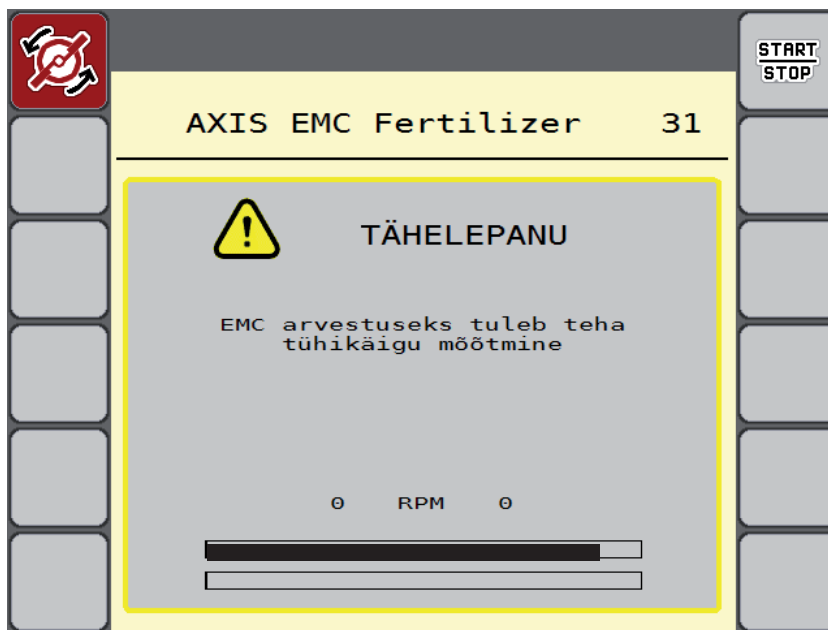 START
STOP
AXIS EMC Fertilizer 31
!
TÄHELEPANU
EMC arvestuseks tuleb teha
tühikäigu mõõtmine
0 RPM 0